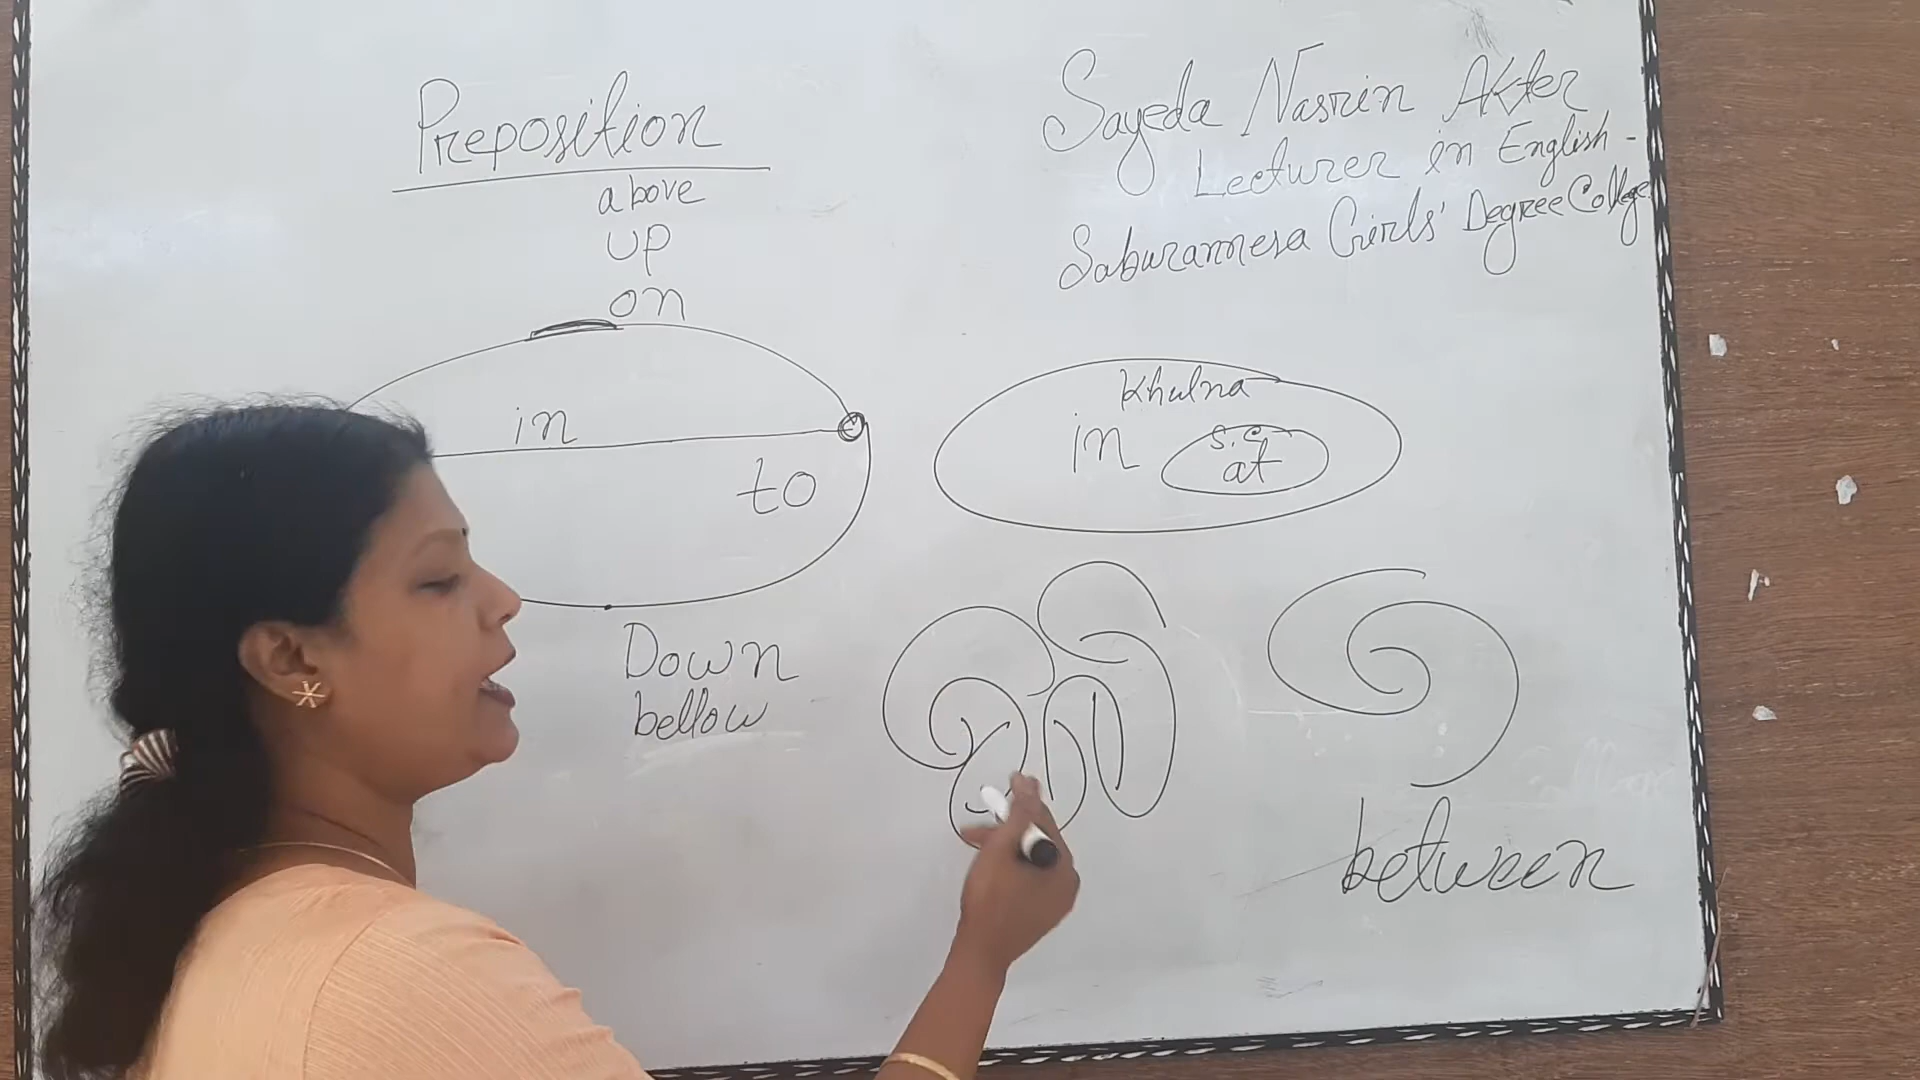 Preposition
above
up
on
in
to
Down
bellow
Sayeda Nasrin Akter
Lecturer in English -
Saburannesa Girls' Degree College
Khulna
in
s.c
at
between